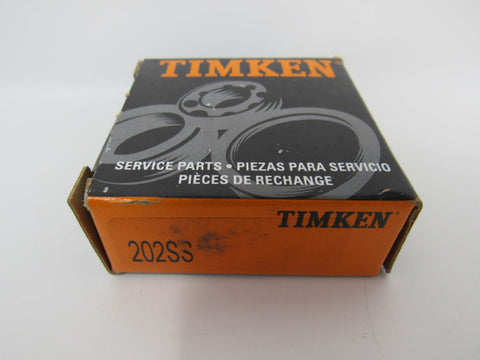 TIMKEN
SERVICE PARTS • PIEZAS PARA SERVICIO
PIÈCES DE RECHANGE
TIMKEN
202SS